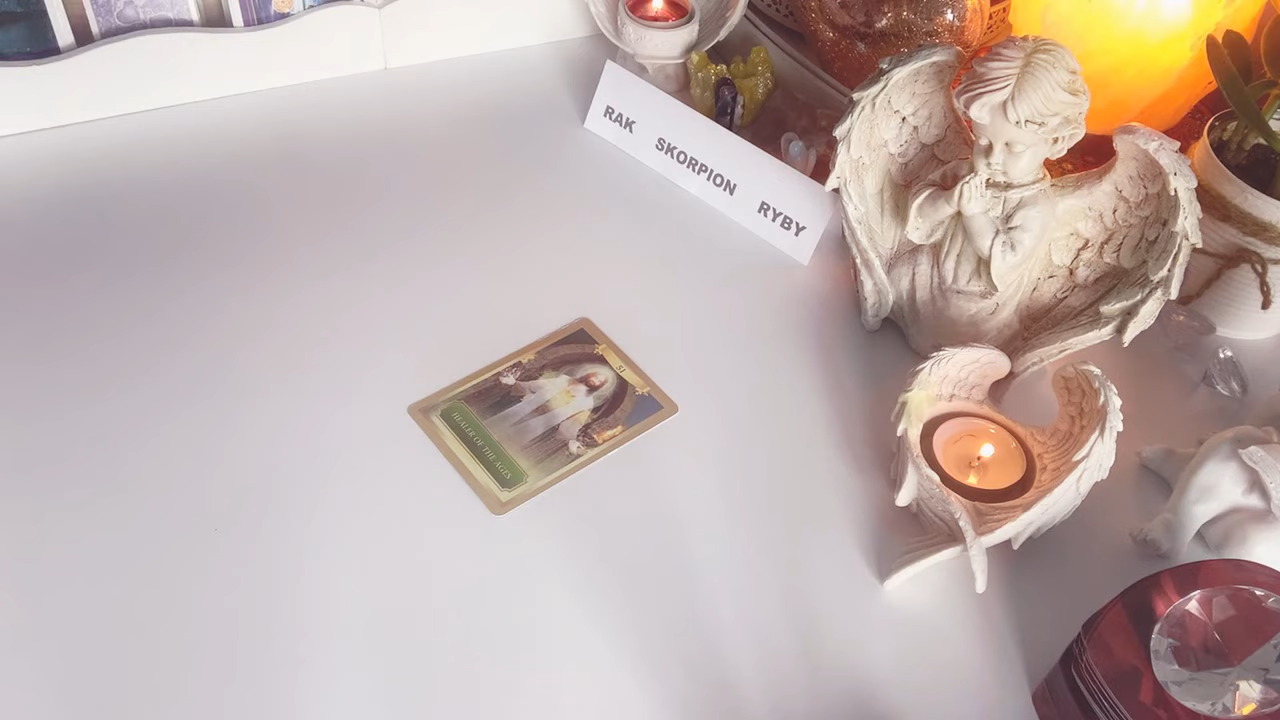 RAK SKORPION RYBY
HEALER OF THE AGES